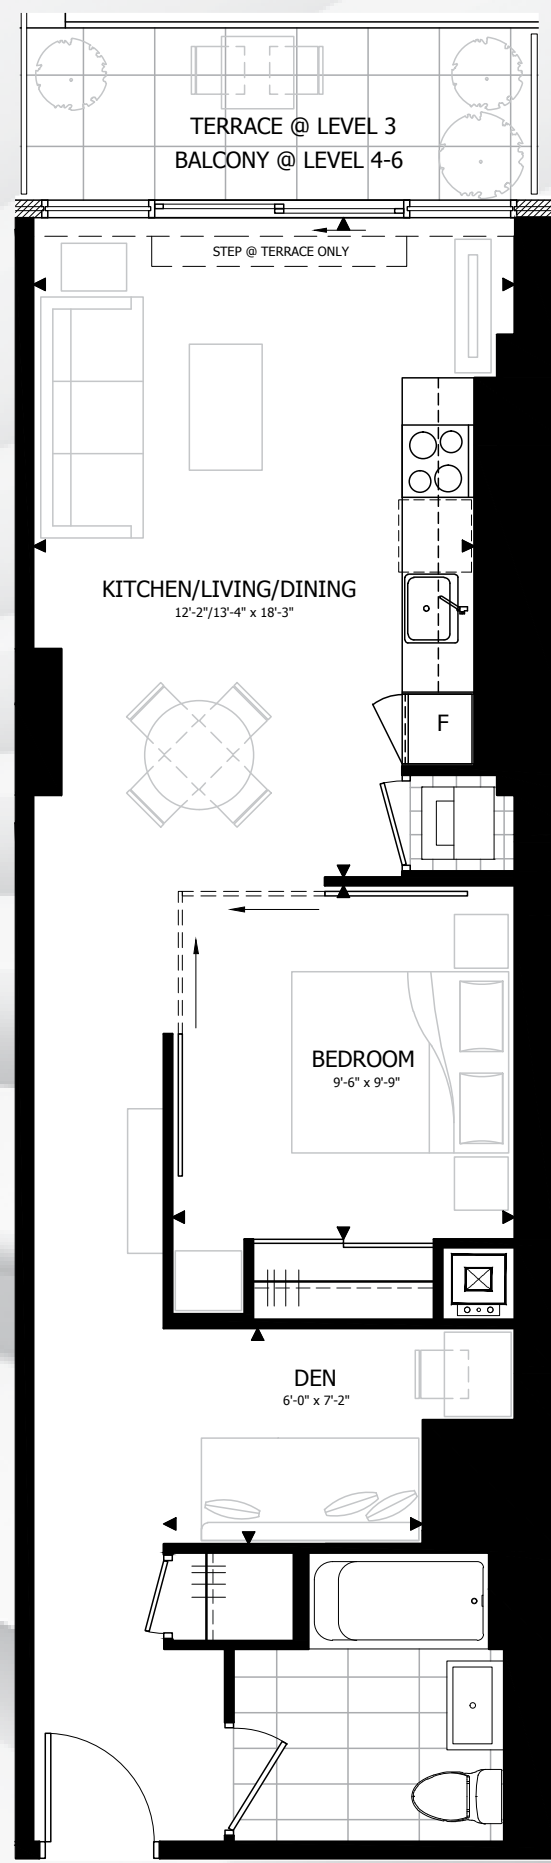 TERRACE @ LEVEL 3
BALCONY @ LEVEL 4-6
STEP @ TERRACE ONLY
KITCHEN/LIVING/DINING
12'-2"/13'-4" x 18'-3"
F
BEDROOM
9'-6" x 9'-9"
DEN
6'-0" x 7'-2"